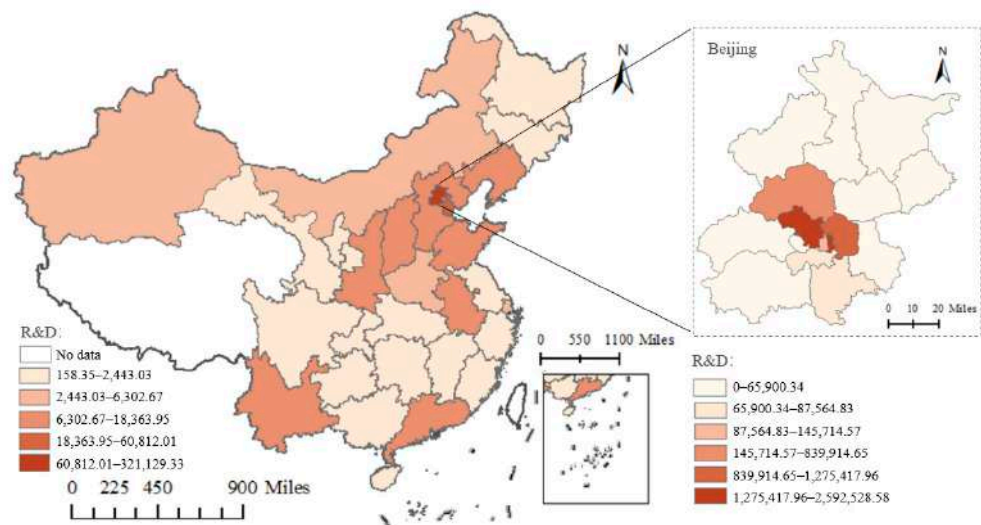 N
Beijing
N
0 10 20 Miles
R&D:
No data
158.35–2,443.03
2,443.03–6,302.67
6,302.67–18,363.95
18,363.95–60,812.01
60,812.01–321,129.33
0 225 450 900 Miles
0 550 1100 Miles
R&D:
0–65,900.34
65,900.34–87,564.83
87,564.83–145,714.57
145,714.57–839,914.65
839,914.65–1,275,417.96
1,275,417.96–2,592,528.58